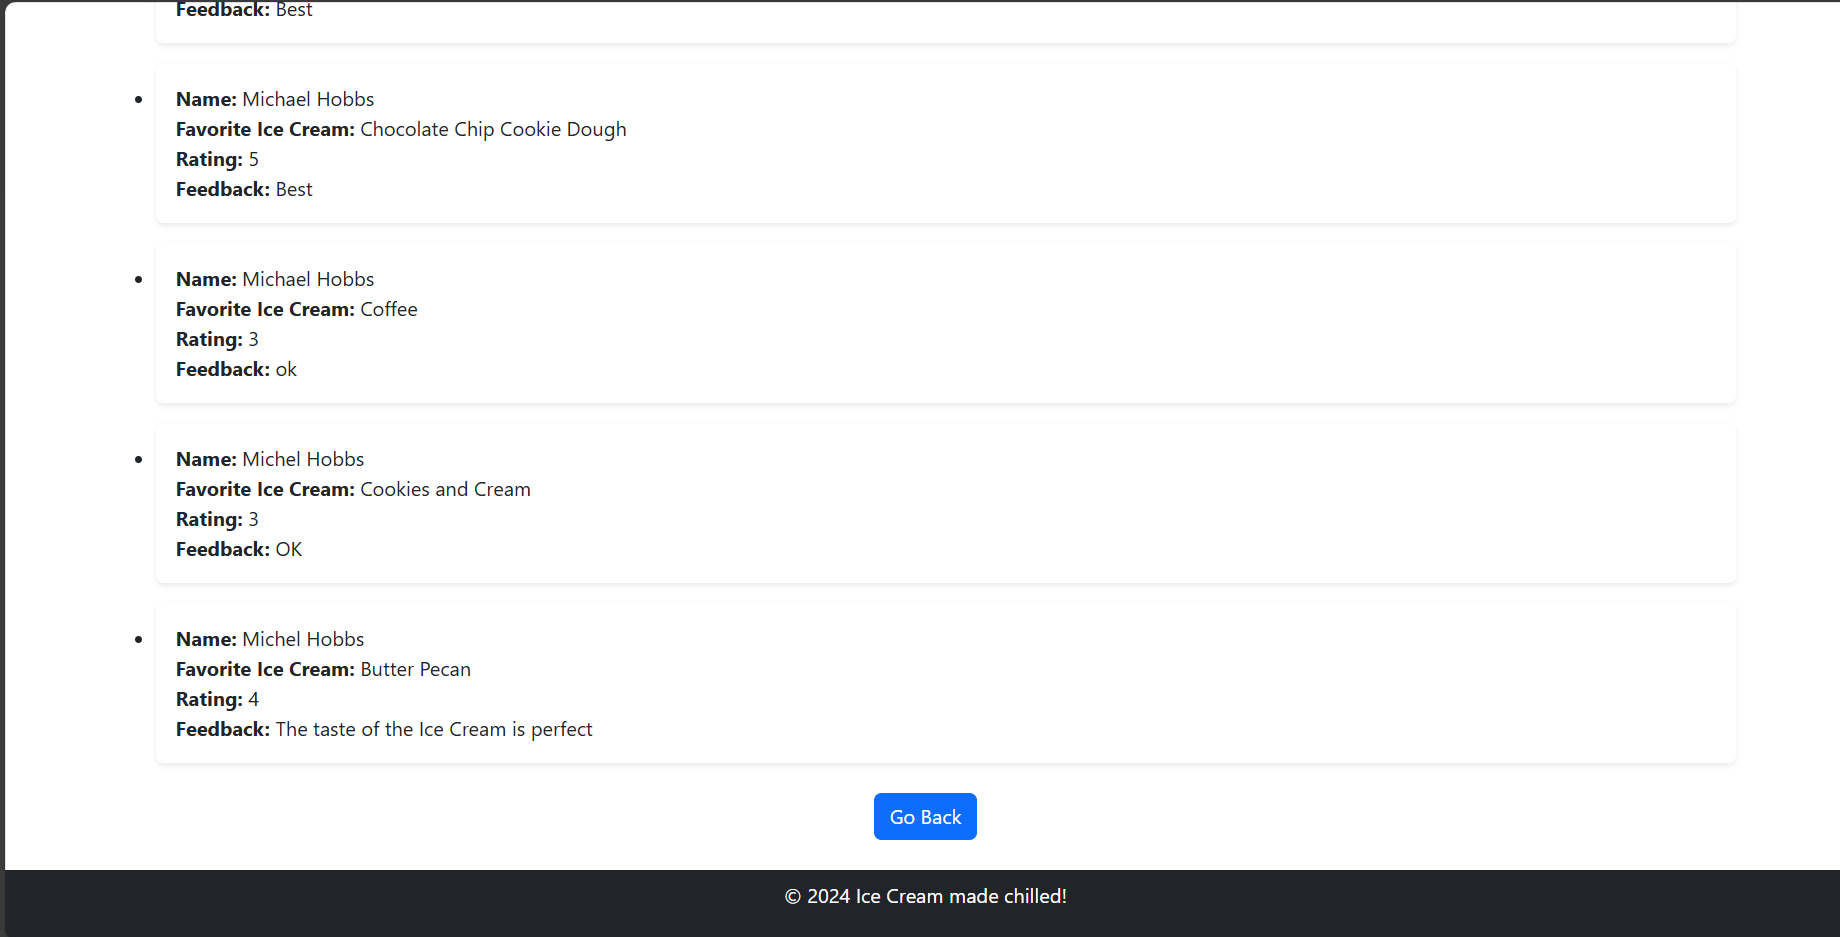 Feedback: Best
Name: Michael Hobbs
Favorite Ice Cream: Chocolate Chip Cookie Dough
Rating: 5
Feedback: Best
Name: Michael Hobbs
Favorite Ice Cream: Coffee
Rating: 3
Feedback: ok
Name: Michel Hobbs
Favorite Ice Cream: Cookies and Cream
Rating: 3
Feedback: OK
Name: Michel Hobbs
Favorite Ice Cream: Butter Pecan
Rating: 4
Feedback: The taste of the Ice Cream is perfect
Go Back
© 2024 Ice Cream made chilled!